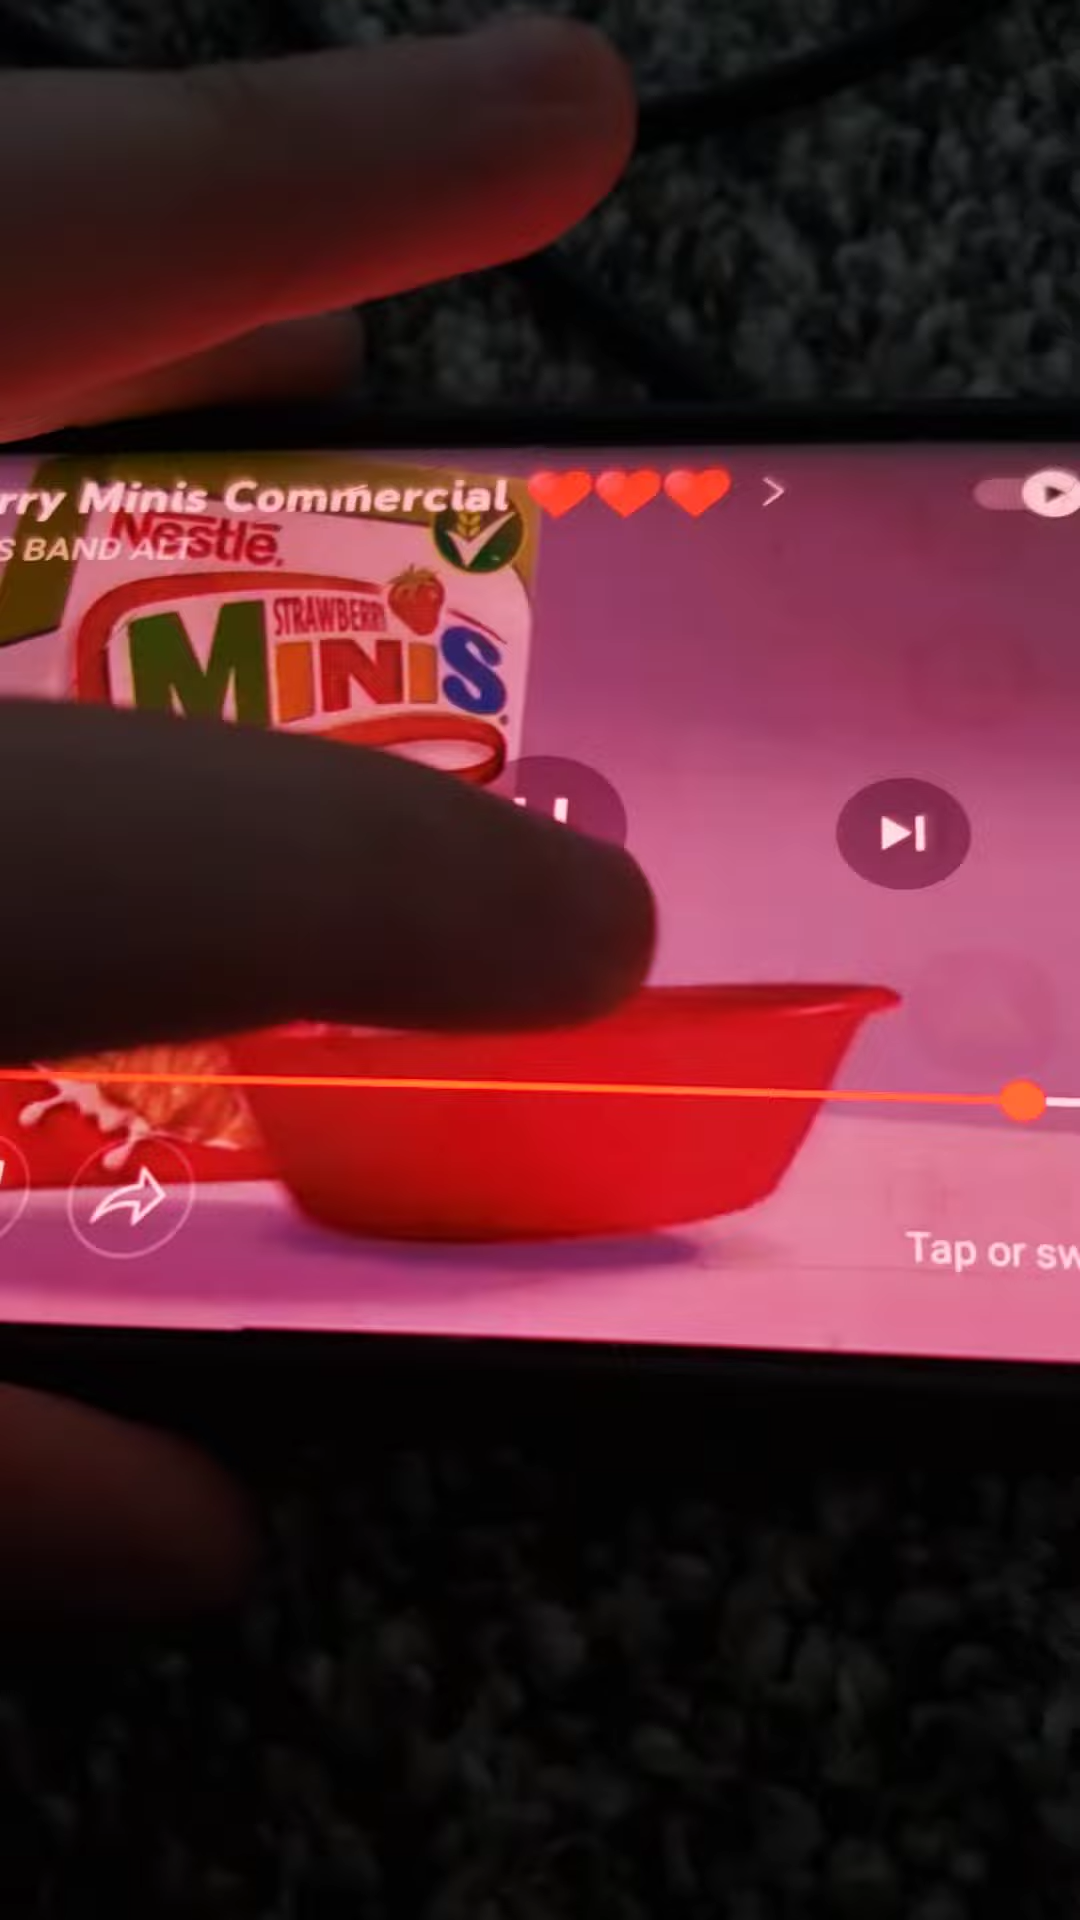 rry Minis Commercial ❤️❤️❤️ >
S BAND ALT
Nestlé
STRAWBERRY
MINIS
Tap or sw